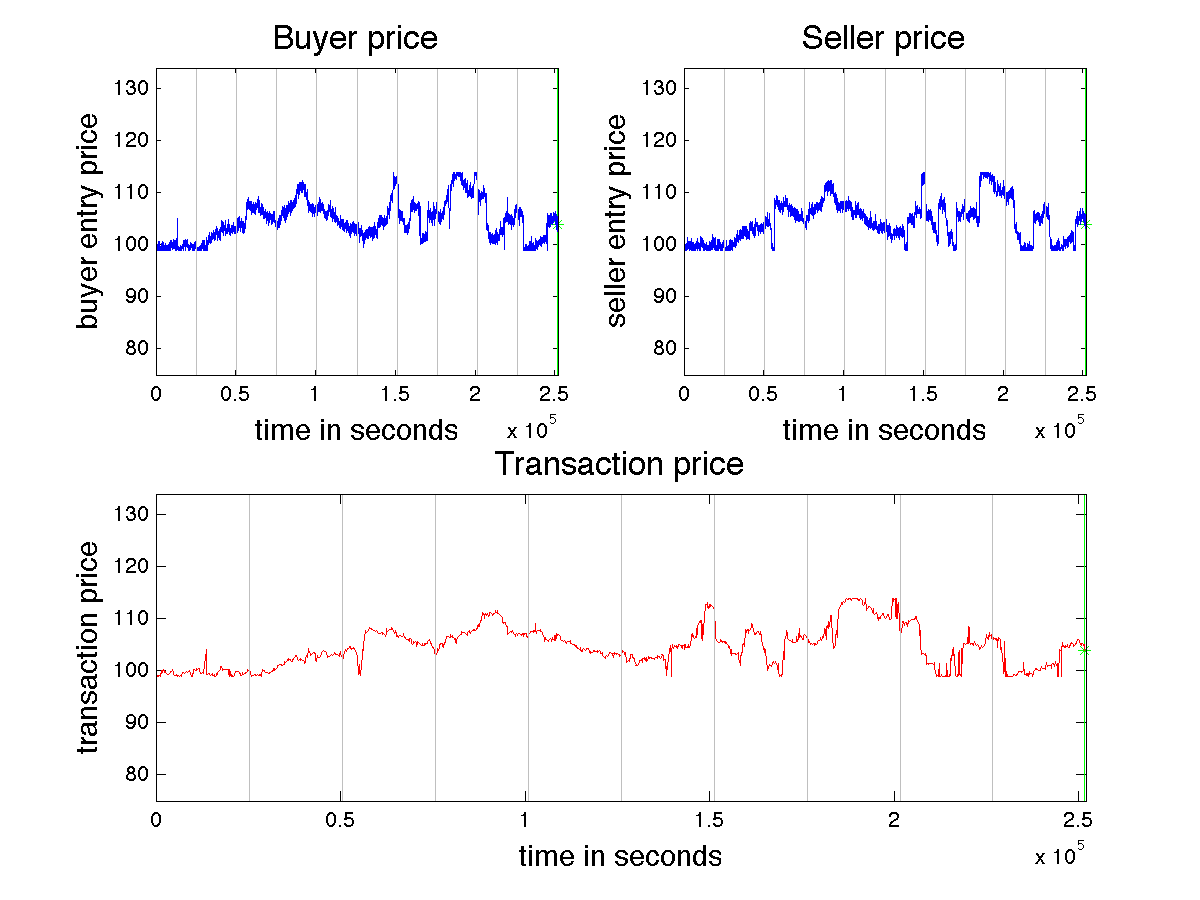 Buyer price
Seller price
buyer entry price
130
120
110
100
90
80
0 0.5 1 1.5 2 2.5
time in seconds
x 10^5
seller entry price
130
120
110
100
90
80
0 0.5 1 1.5 2 2.5
time in seconds
x 10^5
Transaction price
transaction price
130
120
110
100
90
80
0 0.5 1 1.5 2 2.5
time in seconds
x 10^5